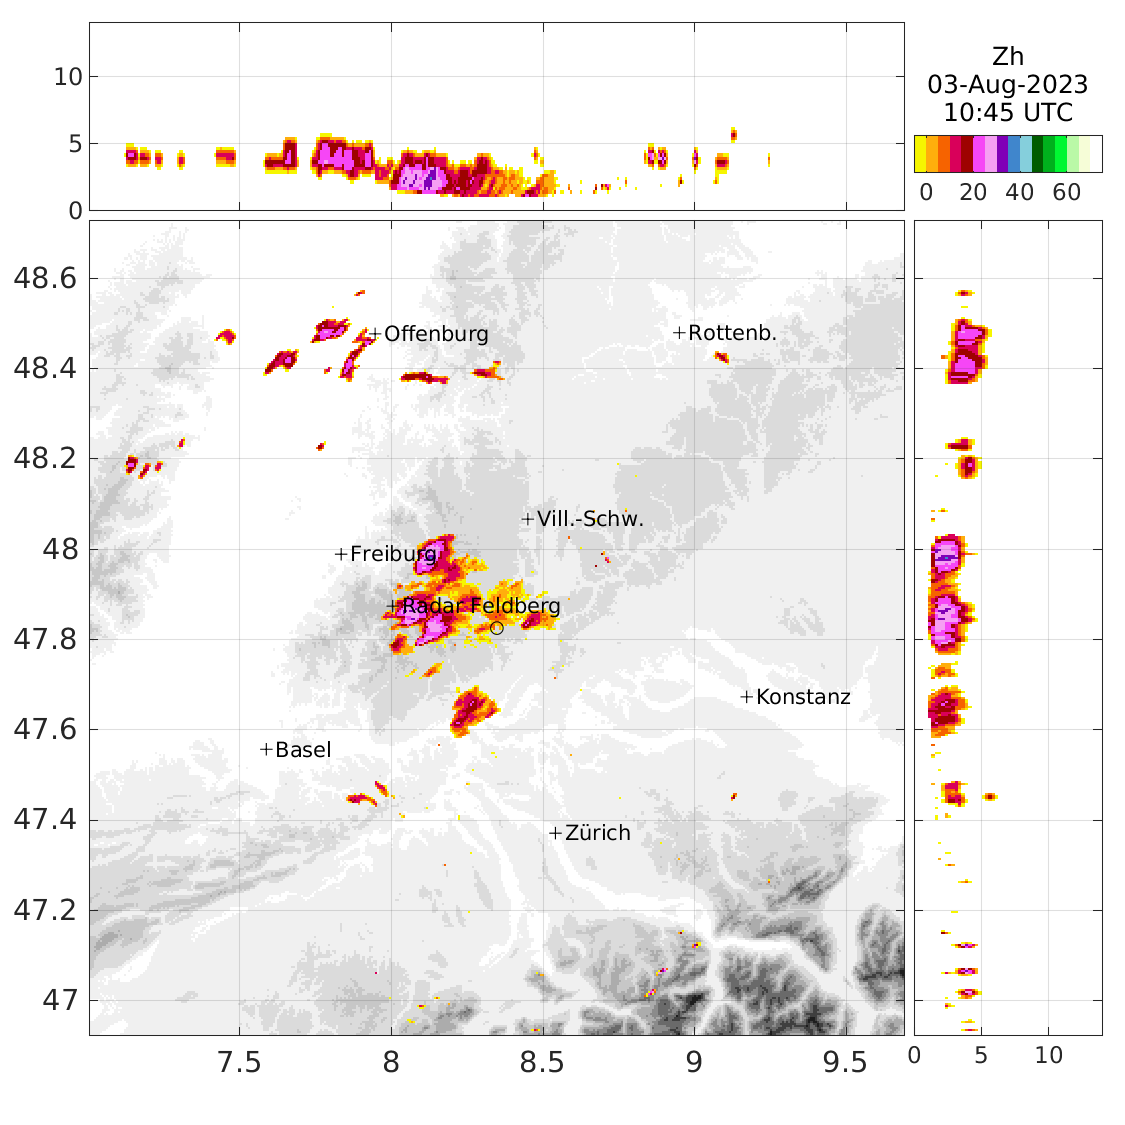 10
5
0
Zh
03-Aug-2023
10:45 UTC
0 20 40 60
48.6
48.4
48.2
48
47.8
47.6
47.4
47.2
47
+Offenburg
+Rottenb.
+Vill.-Schw.
+Freiburg
+Radar Feldberg
+Konstanz
+Basel
+Zürich
7.5 8 8.5 9 9.5
0 5 10